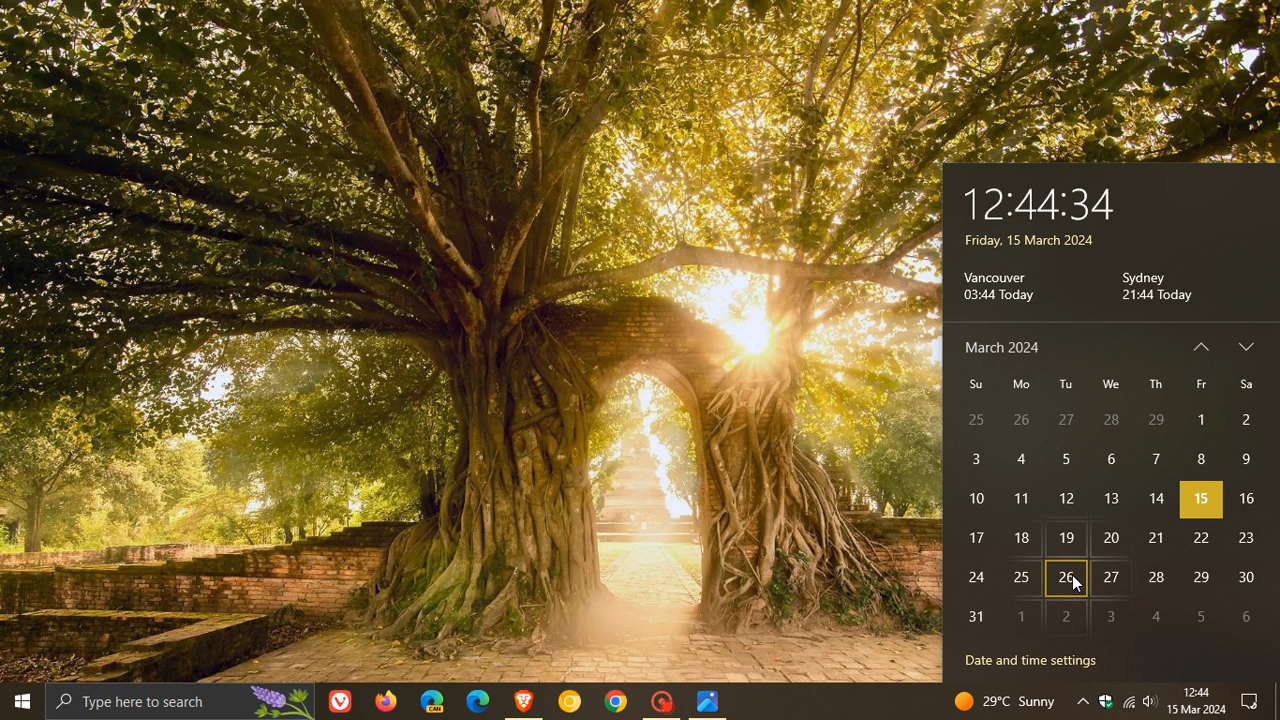 12:44:34
Friday, 15 March 2024
Vancouver Sydney
03:44 Today 21:44 Today
March 2024
Su Mo Tu We Th Fr Sa
25 26 27 28 29 1 2
3 4 5 6 7 8 9
10 11 12 13 14 15 16
17 18 19 20 21 22 23
24 25 26 27 28 29 30
31 1 2 3 4 5 6
Date and time settings
Type here to search
CAN
29°C Sunny
12:44
15 Mar 2024